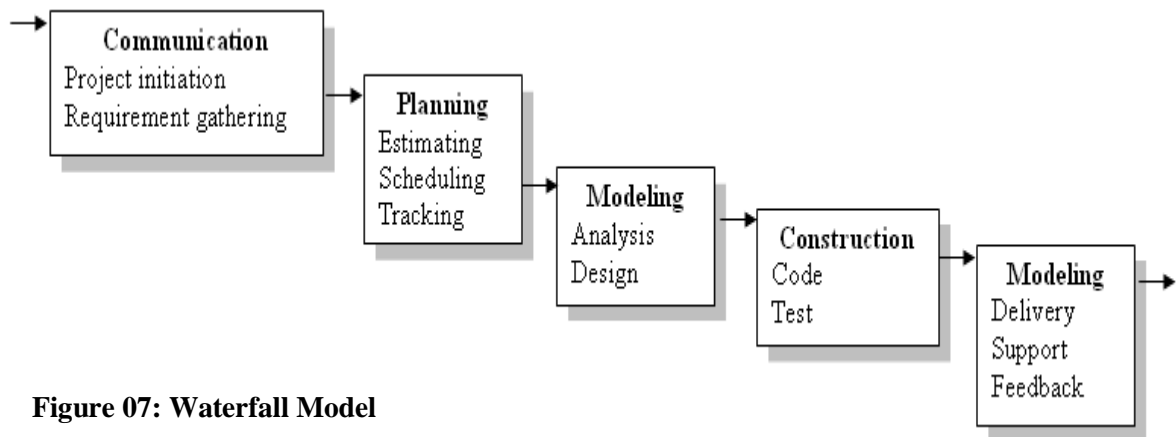 Communication
Project initiation
Requirement gathering
Planning
Estimating
Scheduling
Tracking
Modeling
Analysis
Design
Construction
Code
Test
Modeling
Delivery
Support
Feedback
Figure 07: Waterfall Model